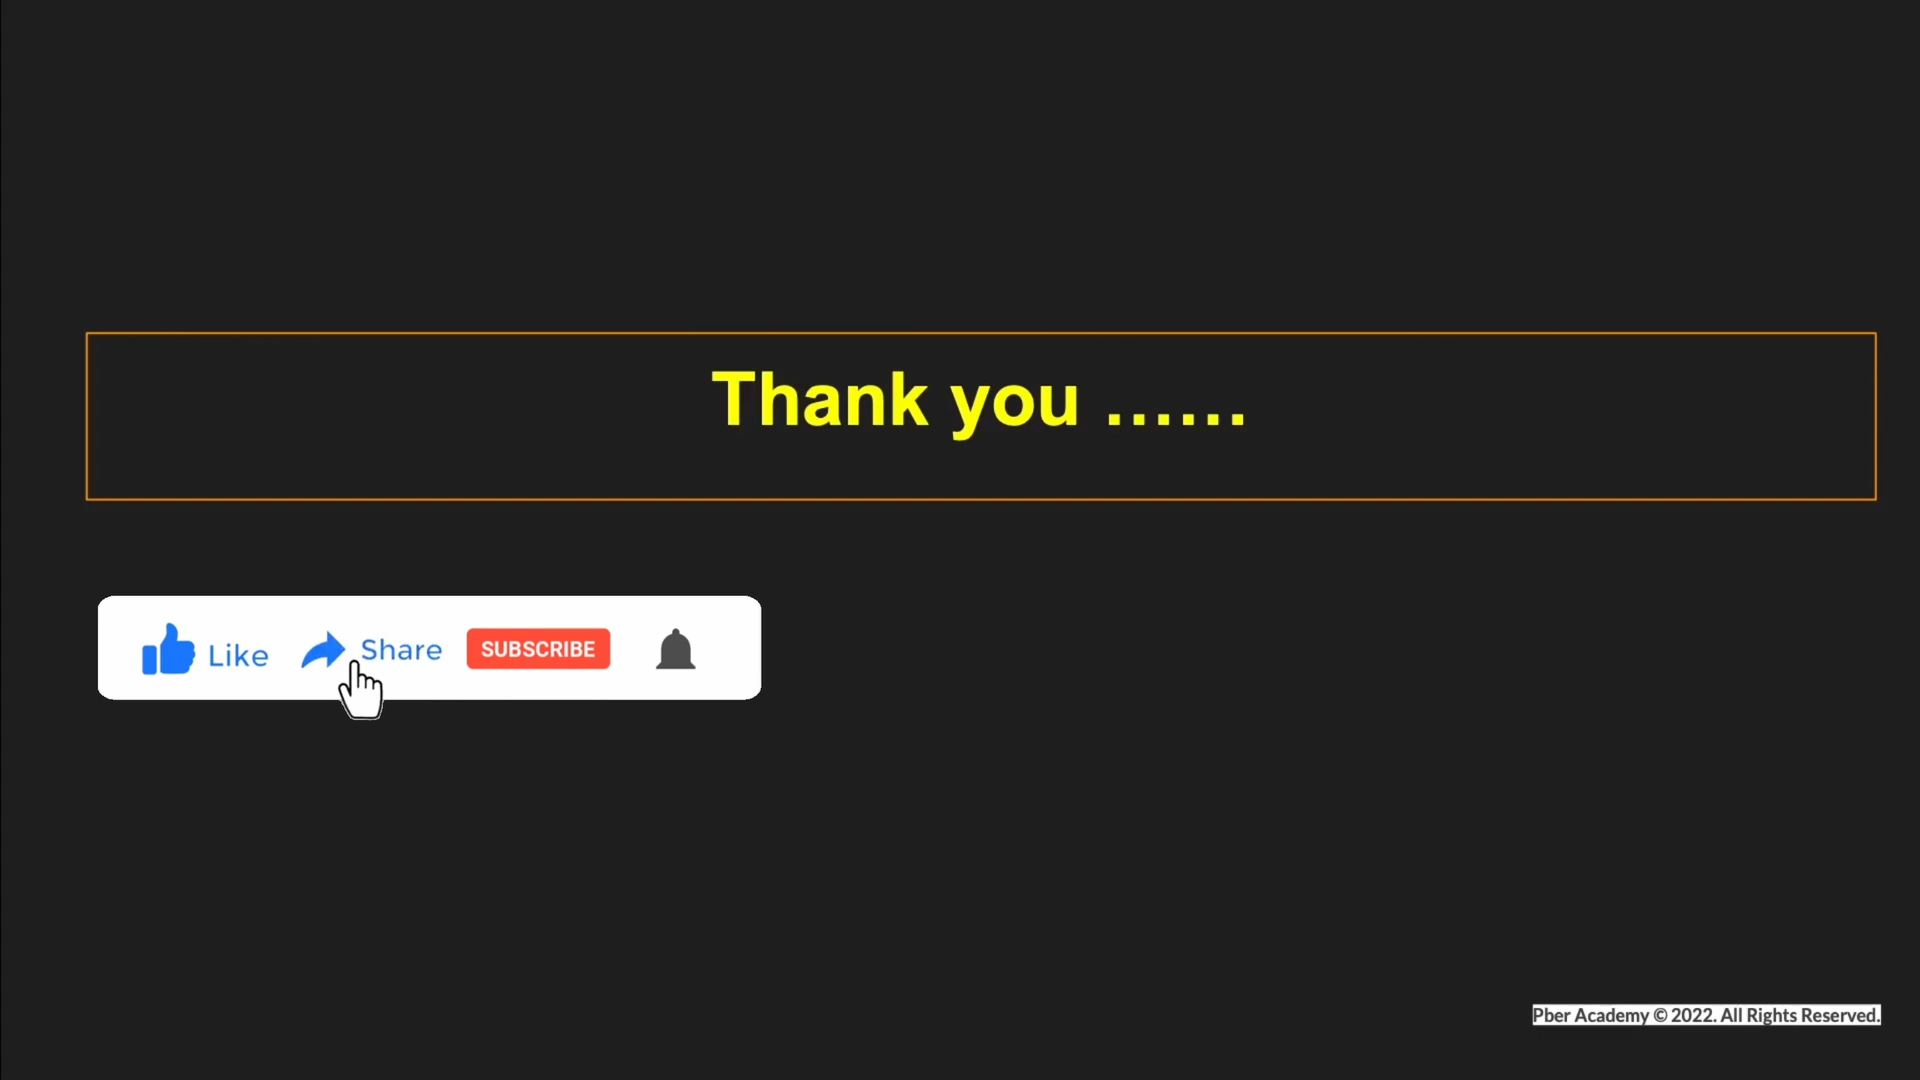 Thank you ......
Like Share SUBSCRIBE
Pber Academy © 2022. All Rights Reserved.